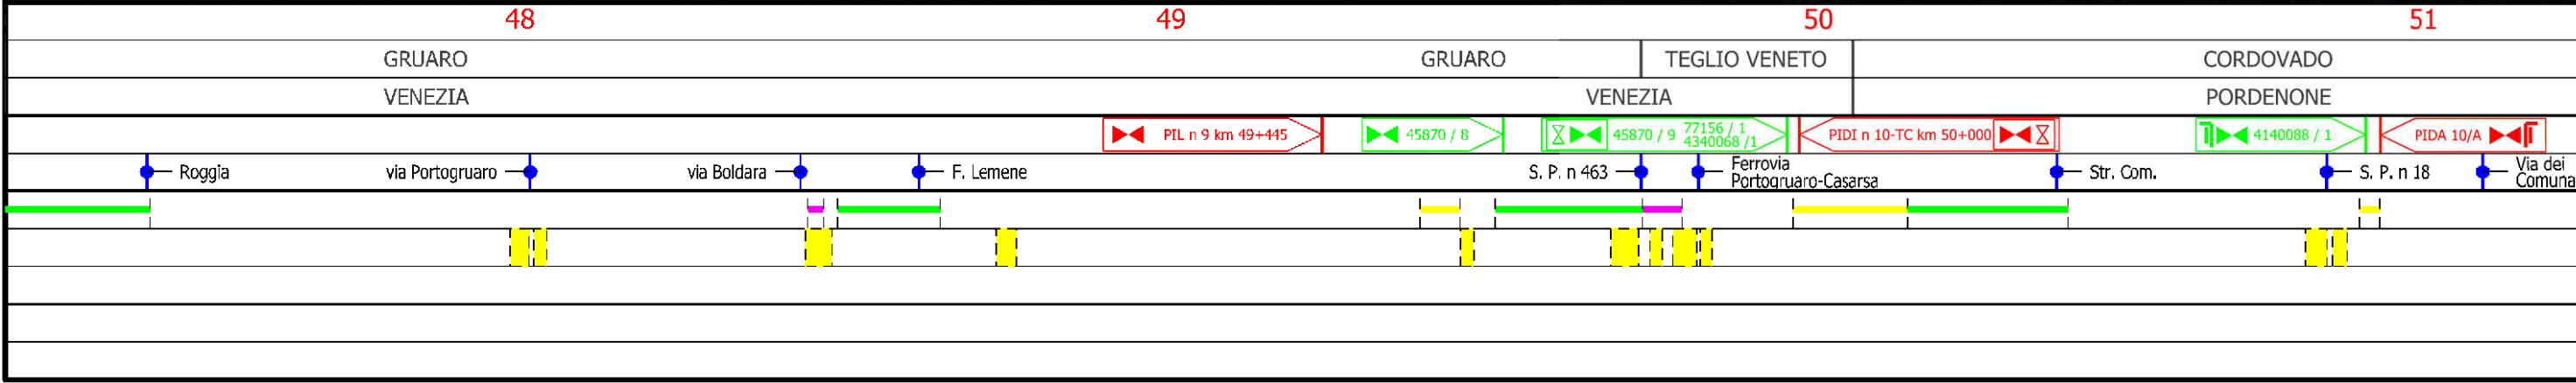 48 49 50 51
GRUARO GRUARO TEGLIO VENETO CORDOVADO
VENEZIA VENEZIA PORDENONE
PIL n 9 km 49+445
45870 / 8
45870 / 9
77156 / 1
4340068 /1
PIDI n 10-TC km 50+000
4140088 / 1
PIDA 10/A
Roggia
via Portogruaro
via Boldara
F. Lemene
S. P. n 463
Ferrovia
Portogruaro-Casarsa
Str. Com.
S. P. n 18
Via dei
Comuna